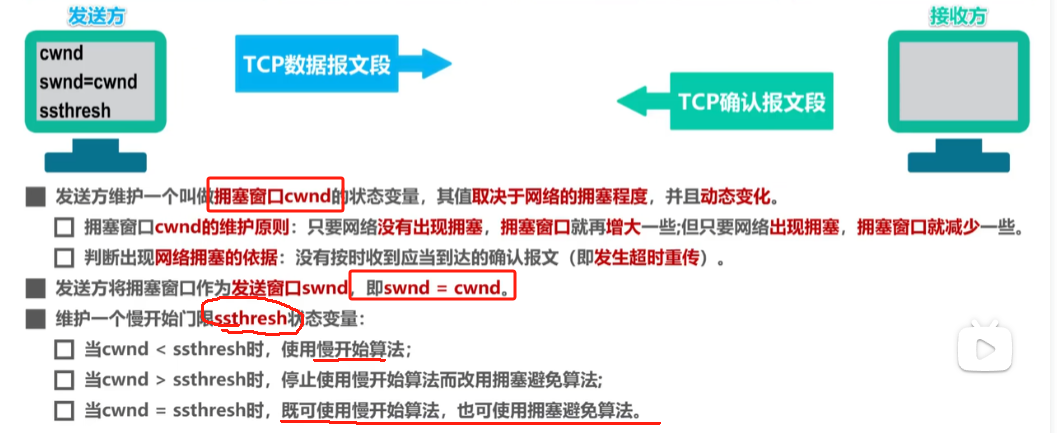 发送方
接收方
cwnd
swnd=cwnd
ssthresh
TCP数据报文段
TCP确认报文段
发送方维护一个叫做拥塞窗口cwnd的状态变量，其值取决于网络的拥塞程度，并且动态变化。
拥塞窗口cwnd的维护原则：只要网络没有出现拥塞，拥塞窗口就再增大一些;但只要网络出现拥塞，拥塞窗口就减少一些。
判断出现网络拥塞的依据：没有按时收到应当到达的确认报文（即发生超时重传）。
发送方将拥塞窗口作为发送窗口swnd，即swnd = cwnd。
维护一个慢开始门限ssthresh状态变量：
当cwnd < ssthresh时，使用慢开始算法；
当cwnd > ssthresh时，停止使用慢开始算法而改用拥塞避免算法;
当cwnd = ssthresh时，既可使用慢开始算法，也可使用拥塞避免算法。